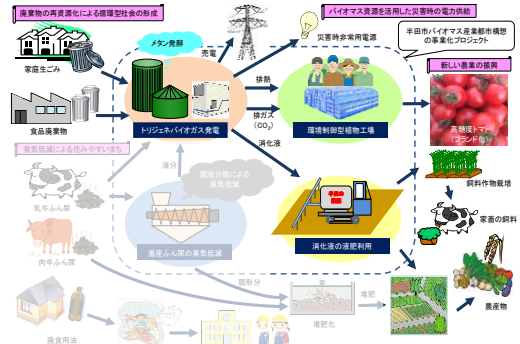 廃棄物の再資源化による循環型社会の形成
バイオマス資源を活用した災害時の電力供給
半田市バイオマス産業都市構想
の事業化プロジェクト
メタン発酵
売電
災害時非常用電源
家庭生ごみ
新しい農業の振興
排熱
排ガス
(CO2)
食品廃棄物
トリジェネバイオガス発電
環境制御型植物工場
高糖度トマト
(ブランド化)
消化液
臭気低減による住みやすいまち
液分
固液分離による
臭気低減
飼料作物栽培
乳牛ふん尿
家畜の飼料
畜産ふん尿の臭気低減
消化液の液肥利用
肉牛ふん尿
固形分
農産物
堆肥
堆肥化
廃食用油